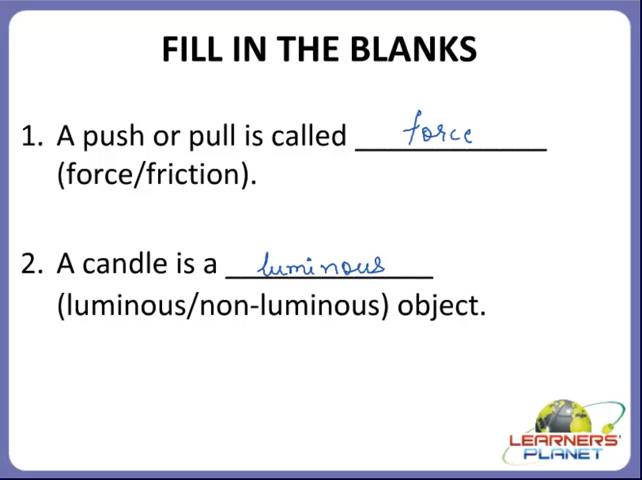 FILL IN THE BLANKS
1. A push or pull is called force
(force/friction).
2. A candle is a luminous
(luminous/non-luminous) object.
LEARNERS'
PLANET